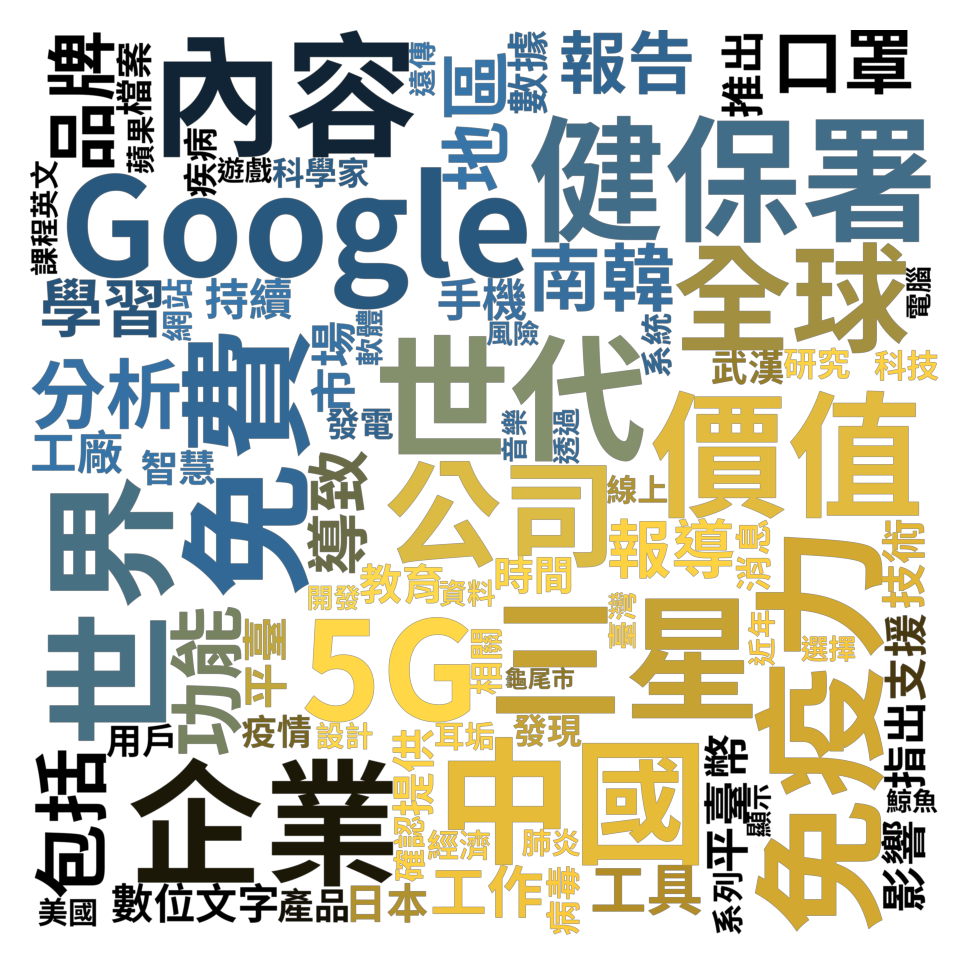 品牌
檔案
蘋果
內容
遠傳
地區
數據
報告
推出
口罩
疾病
遊戲
科學家
健保署
課程
英文
Google
學習
網站
持續
手機
風險
南韓
全球
電腦
軟體
市場
系統
分析
免費
世代
武漢
研究
科技
發電
音樂
透過
價值
工廠
智慧
世界
導致
公司
線上
報導
消息
技術
開發
教育
資料
時間
功能
平臺
5G
相關
三星
臺灣
近年
選擇
免疫力
支援
龜尾市
用戶
疫情
設計
耳垢
發現
包括
企業
提供
確認
中國
經濟
肺炎
臺幣
顯示
系列
平
指出
鯨魚
影響
美國
數位
文字
產品
日本
工作
病毒
工具